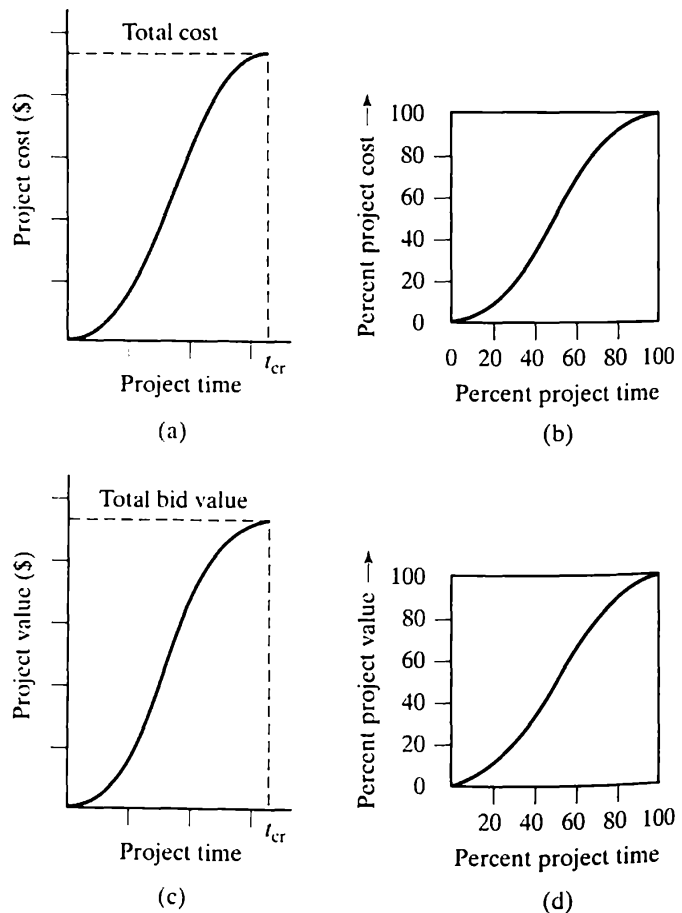 Total cost
Project cost ($)
t_cr
Project time
(a)
Percent project cost →
100
80
60
40
20
0
0 20 40 60 80 100
Percent project time
(b)
Total bid value
Project value ($)
t_cr
Project time
(c)
Percent project value →
100
80
60
40
20
0
20 40 60 80 100
Percent project time
(d)